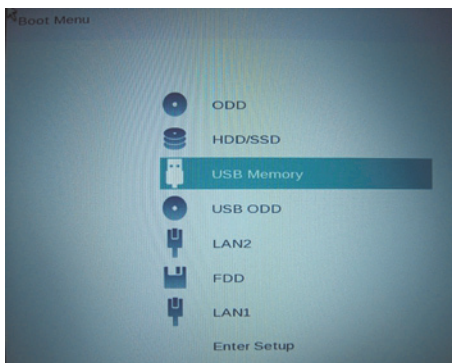 Boot Menu
ODD
HDD/SSD
USB Memory
USB ODD
LAN2
FDD
LAN1
Enter Setup